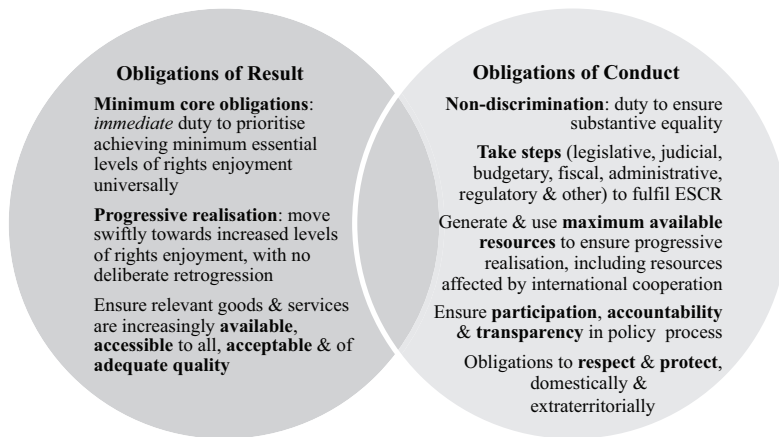 Obligations of Result
Minimum core obligations:
immediate duty to prioritise
achieving minimum essential
levels of rights enjoyment
universally
Progressive realisation: move
swiftly towards increased levels
of rights enjoyment, with no
deliberate retrogression
Ensure relevant goods & services
are increasingly available,
accessible to all, acceptable & of
adequate quality
Obligations of Conduct
Non-discrimination: duty to ensure
substantive equality
Take steps (legislative, judicial,
budgetary, fiscal, administrative,
regulatory & other) to fulfil ESCR
Generate & use maximum available
resources to ensure progressive
realisation, including resources
affected by international cooperation
Ensure participation, accountability
& transparency in policy process
Obligations to respect & protect,
domestically &
extraterritorially